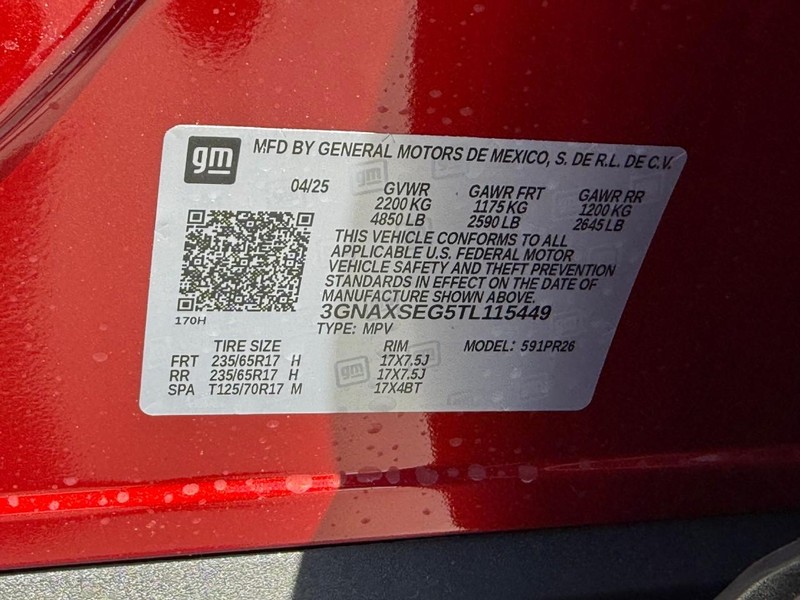 gm MFD BY GENERAL MOTORS DE MEXICO, S. DE R.L. DE C.V.
04/25 GVWR GAWR FRT GAWR RR
2200 KG 1175 KG 1200 KG
4850 LB 2590 LB 2645 LB
THIS VEHICLE CONFORMS TO ALL
APPLICABLE U.S. FEDERAL MOTOR
VEHICLE SAFETY AND THEFT PREVENTION
STANDARDS IN EFFECT ON THE DATE OF
MANUFACTURE SHOWN ABOVE.
170H 3GNAXSEG5TL115449
TYPE: MPV
TIRE SIZE RIM MODEL: 591PR26
FRT 235/65R17 H 17X7.5J
RR 235/65R17 H 17X7.5J
SPA T125/70R17 M 17X4BT